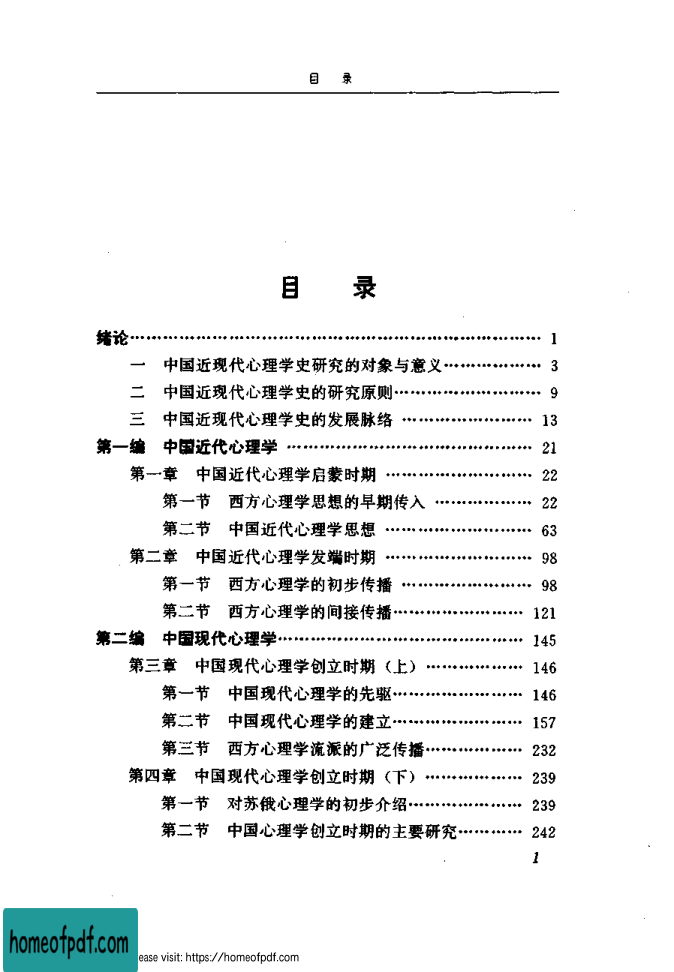 目 录
目 录
绪论…………………………………………………………… 1
一 中国近现代心理学史研究的对象与意义……………… 3
二 中国近现代心理学史的研究原则……………………… 9
三 中国近现代心理学史的发展脉络 …………………… 13
第一编 中国近代心理学 ………………………………… 21
第一章 中国近代心理学启蒙时期 ……………………… 22
第一节 西方心理学思想的早期传入 ……………… 22
第二节 中国近代心理学思想 ……………………… 63
第二章 中国近代心理学发端时期 ……………………… 98
第一节 西方心理学的初步传播 …………………… 98
第二节 西方心理学的间接传播…………………… 121
第二编 中国现代心理学………………………………… 145
第三章 中国现代心理学创立时期（上）……………… 146
第一节 中国现代心理学的先驱…………………… 146
第二节 中国现代心理学的建立…………………… 157
第三节 西方心理学流派的广泛传播……………… 232
第四章 中国现代心理学创立时期（下）……………… 239
第一节 对苏俄心理学的初步介绍………………… 239
第二节 中国心理学创立时期的主要研究………… 242
1
homeofpdf.com
ease visit: https://homeofpdf.com